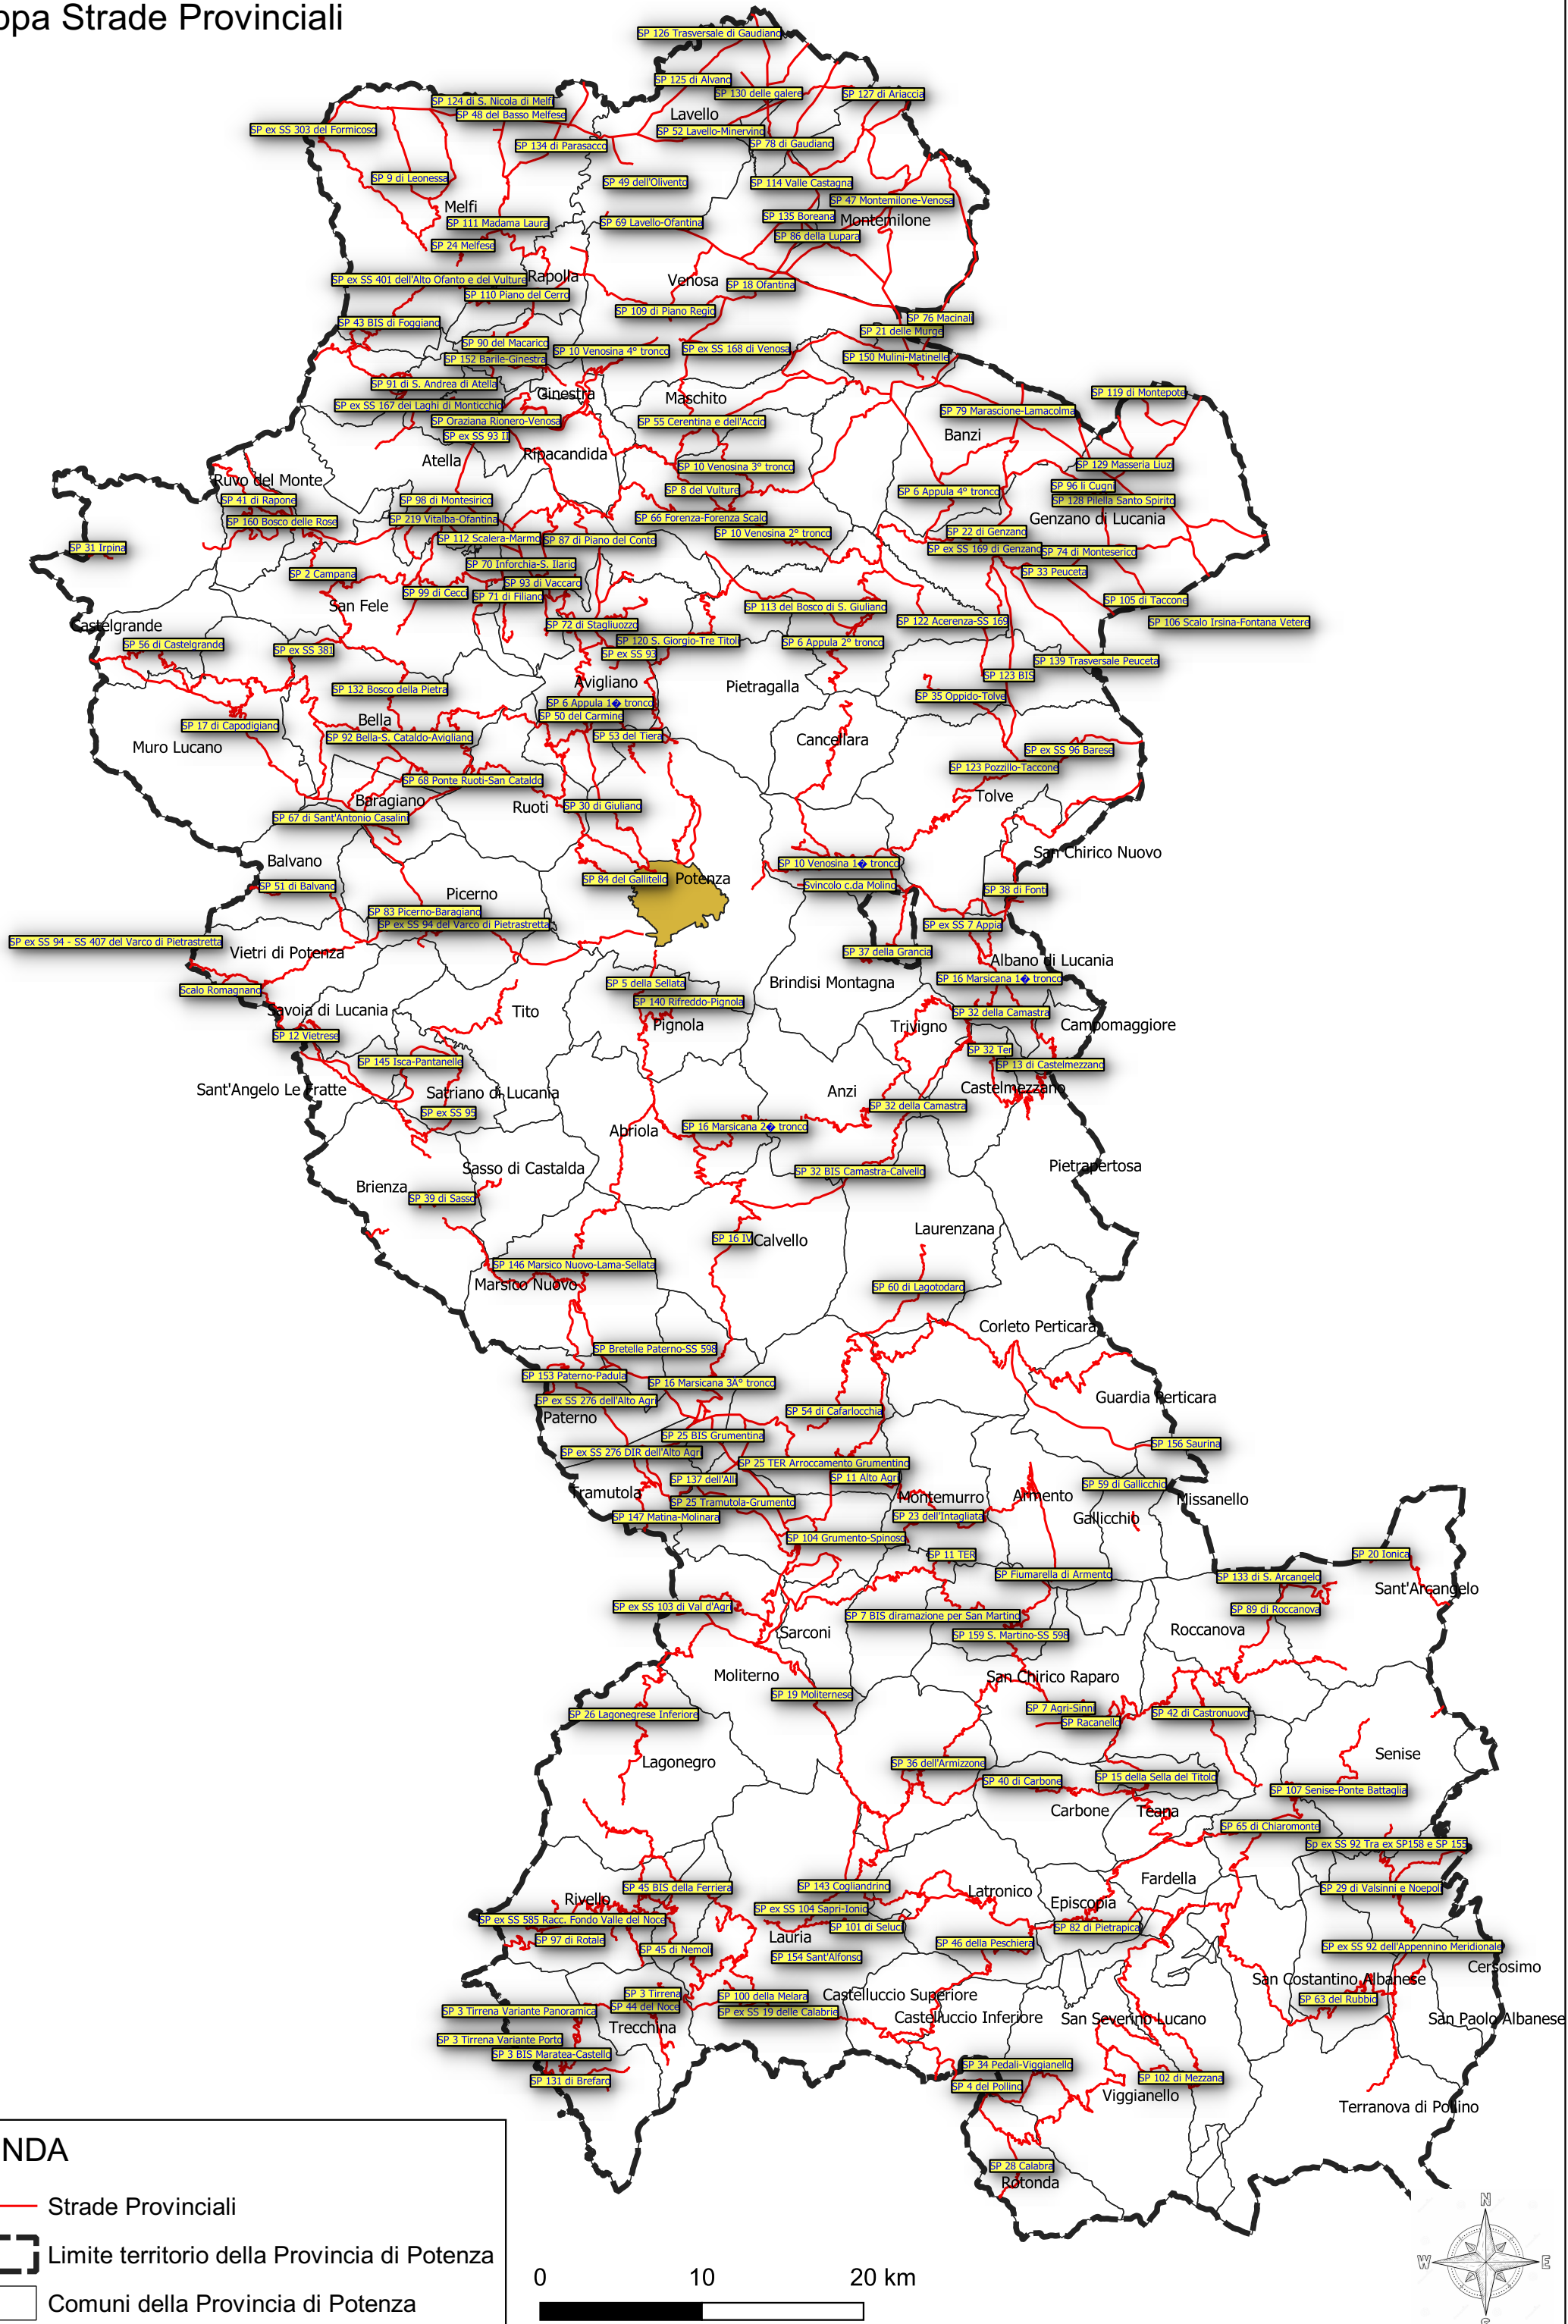 ppa Strade Provinciali
SP 126 Trasversale di Gaudiano
SP 125 di Alvano
SP 130 delle galere
SP 127 di Ariaccia
SP 124 di S. Nicola di Melfi
SP 48 del Basso Melfese
Lavello
SP ex SS 303 del Formicoso
SP 52 Lavello-Minervino
SP 134 di Parasacco
SP 78 di Gaudiano
SP 9 di Leonessa
SP 49 dell'Olivento
SP 114 Valle Castagna
SP 47 Montemilone-Venosa
Melfi
SP 135 Boreana
Montemilone
SP 111 Madama Laura
SP 69 Lavello-Ofantina
SP 86 della Lupara
SP 24 Melfese
SP ex SS 401 dell'Alto Ofanto e del Vulture
Rapolla
Venosa
SP 18 Ofantina
SP 110 Piano del Cerro
SP 109 di Piano Regio
SP 76 Macinali
SP 43 BIS di Foggiano
SP 21 delle Murge
SP 90 del Macarico
SP 10 Venosina 4° tronco
SP ex SS 168 di Venosa
SP 152 Barile-Ginestra
SP 150 Mulini-Matinelle
SP 91 di S. Andrea di Atella
Ginestra
Maschito
SP 119 di Montepote
SP ex SS 167 dei Laghi di Monticchio
SP 79 Marascione-Lamacolma
SP Oraziana Rionero-Venosa
SP 55 Cerentina e dell'Accio
SP ex SS 93 II
Banzi
Atella
Ripacandida
SP 10 Venosina 3° tronco
SP 129 Masseria Liuzi
Ruvo del Monte
SP 8 del Vulture
SP 6 Appula 4° tronco
SP 96 li Cugni
SP 41 di Rapone
SP 98 di Montesirico
SP 128 Pilella Santo Spirito
SP 160 Bosco delle Rose
SP 219 Vitalba-Ofantina
SP 66 Forenza-Forenza Scalo
Genzano di Lucania
SP 10 Venosina 2° tronco
SP 22 di Genzano
SP 112 Scalera-Marmo
SP 87 di Piano del Conte
SP 31 Irpina
SP ex SS 169 di Genzano
SP 74 di Monteserico
SP 70 Inforchia-S. Ilario
SP 2 Campana
SP 33 Peuceta
SP 93 di Vaccaro
SP 99 di Cecci
SP 71 di Filiano
SP 105 di Taccone
San Fele
SP 113 del Bosco di S. Giuliano
SP 122 Acerenza-SS 169
SP 106 Scalo Irsina-Fontana Vetere
Castelgrande
SP 72 di Stagliuozzo
SP 56 di Castelgrande
SP 120 S. Giorgio-Tre Titoli
SP 6 Appula 2° tronco
SP ex SS 381
SP ex SS 93
SP 139 Trasversale Peuceta
SP 123 BIS
Avigliano
Pietragalla
SP 132 Bosco della Pietra
SP 35 Oppido-Tolve
SP 6 Appula 1� tronco
SP 50 del Carmine
Bella
SP 17 di Capodigiano
SP 92 Bella-S. Cataldo-Avigliano
SP 53 del Tiera
Cancellara
Muro Lucano
SP ex SS 96 Barese
SP 123 Pozzillo-Taccone
SP 68 Ponte Ruoti-San Cataldo
Tolve
Baragiano
Ruoti
SP 30 di Giuliano
SP 67 di Sant'Antonio Casalini
San Chirico Nuovo
Balvano
SP 10 Venosina 1� tronco
SP 84 del Gallitello
Potenza
SP 51 di Balvano
Svincolo c.da Molino
SP 38 di Fonti
Picerno
SP 83 Picerno-Baragiano
SP ex SS 94 del Varco di Pietrastretta
SP ex SS 7 Appia
SP ex SS 94 - SS 407 del Varco di Pietrastretta
Vietri di Potenza
SP 37 della Grancia
Albano di Lucania
SP 16 Marsicana 1� tronco
Brindisi Montagna
SP 5 della Sellata
Scalo Romagnano
SP 140 Rifreddo-Pignola
Savoia di Lucania
Tito
SP 32 della Camastra
Pignola
Trivigno
Campomaggiore
SP 12 Vietrese
SP 32 Ter
SP 145 Isca-Pantanelle
SP 13 di Castelmezzano
Sant'Angelo Le Fratte
Satriano di Lucania
Anzi
Castelmezzano
SP 32 della Camastra
SP ex SS 95
SP 16 Marsicana 2� tronco
Abriola
Sasso di Castalda
SP 32 BIS Camastra-Calvello
Pietrapertosa
Brienza
SP 39 di Sasso
Laurenzana
SP 16 IV
Calvello
SP 146 Marsico Nuovo-Lama-Sellata
Marsico Nuovo
SP 60 di Lagotodaro
Corleto Perticara
SP Bretelle Paterno-SS 598
SP 153 Paterno-Padula
SP 16 Marsicana 3Â° tronco
SP ex SS 276 dell'Alto Agri
Guardia Perticara
Paterno
SP 54 di Cafarlocchia
SP 25 BIS Grumentina
SP 156 Saurina
SP ex SS 276 DIR dell'Alto Agri
SP 25 TER Arroccamento Grumentino
SP 137 dell'Alli
SP 11 Alto Agri
SP 59 di Gallicchio
Tramutola
Montemurro
Armento
Missanello
SP 25 Tramutola-Grumento
SP 147 Matina-Molinara
SP 23 dell'Intagliata
Gallicchio
SP 104 Grumento-Spinoso
SP 11 TER
SP 20 Ionica
SP Fiumarella di Armento
SP 133 di S. Arcangelo
Sant'Arcangelo
SP ex SS 103 di Val d'Agri
SP 7 BIS diramazione per San Martino
SP 89 di Roccanova
Sarconi
SP 159 S. Martino-SS 598
Roccanova
Moliterno
San Chirico Raparo
SP 19 Moliternese
SP 26 Lagonegrese Inferiore
SP 7 Agri-Sinni
SP 42 di Castronuovo
SP Racanello
Lagonegro
SP 36 dell'Armizzone
Senise
SP 40 di Carbone
SP 15 della Sella del Titolo
SP 107 Senise-Ponte Battaglia
Carbone
Teana
SP 65 di Chiaromonte
Sp ex SS 92 Tra ex SP158 e SP 155
Fardella
SP 45 BIS della Ferriera
SP 143 Cogliandrino
Latronico
SP 29 di Valsinni e Noepoli
Rivello
Episcopia
SP ex SS 104 Sapri-Ionio
SP ex SS 585 Racc. Fondo Valle del Noce
SP 101 di Seluci
SP 82 di Pietrapica
Lauria
SP 97 di Rotale
SP 45 di Nemoli
SP 46 della Peschiera
SP ex SS 92 dell'Appennino Meridionale
SP 154 Sant'Alfonso
Cersosimo
San Costantino Albanese
SP 3 Tirrena
SP 100 della Melara
Castelluccio Superiore
SP 63 del Rubbio
SP 44 del Noce
SP 3 Tirrena Variante Panoramica
SP ex SS 19 delle Calabrie
Castelluccio Inferiore
San Severino Lucano
San Paolo Albanese
Trecchina
SP 3 Tirrena Variante Porto
SP 3 BIS Maratea-Castello
SP 34 Pedali-Viggianello
SP 131 di Brefaro
SP 4 del Pollino
SP 102 di Mezzana
Viggianello
Terranova di Pollino
SP 28 Calabra
Rotonda
NDA
Strade Provinciali
Limite territorio della Provincia di Potenza
Comuni della Provincia di Potenza
0 10 20 km
N
W E
S